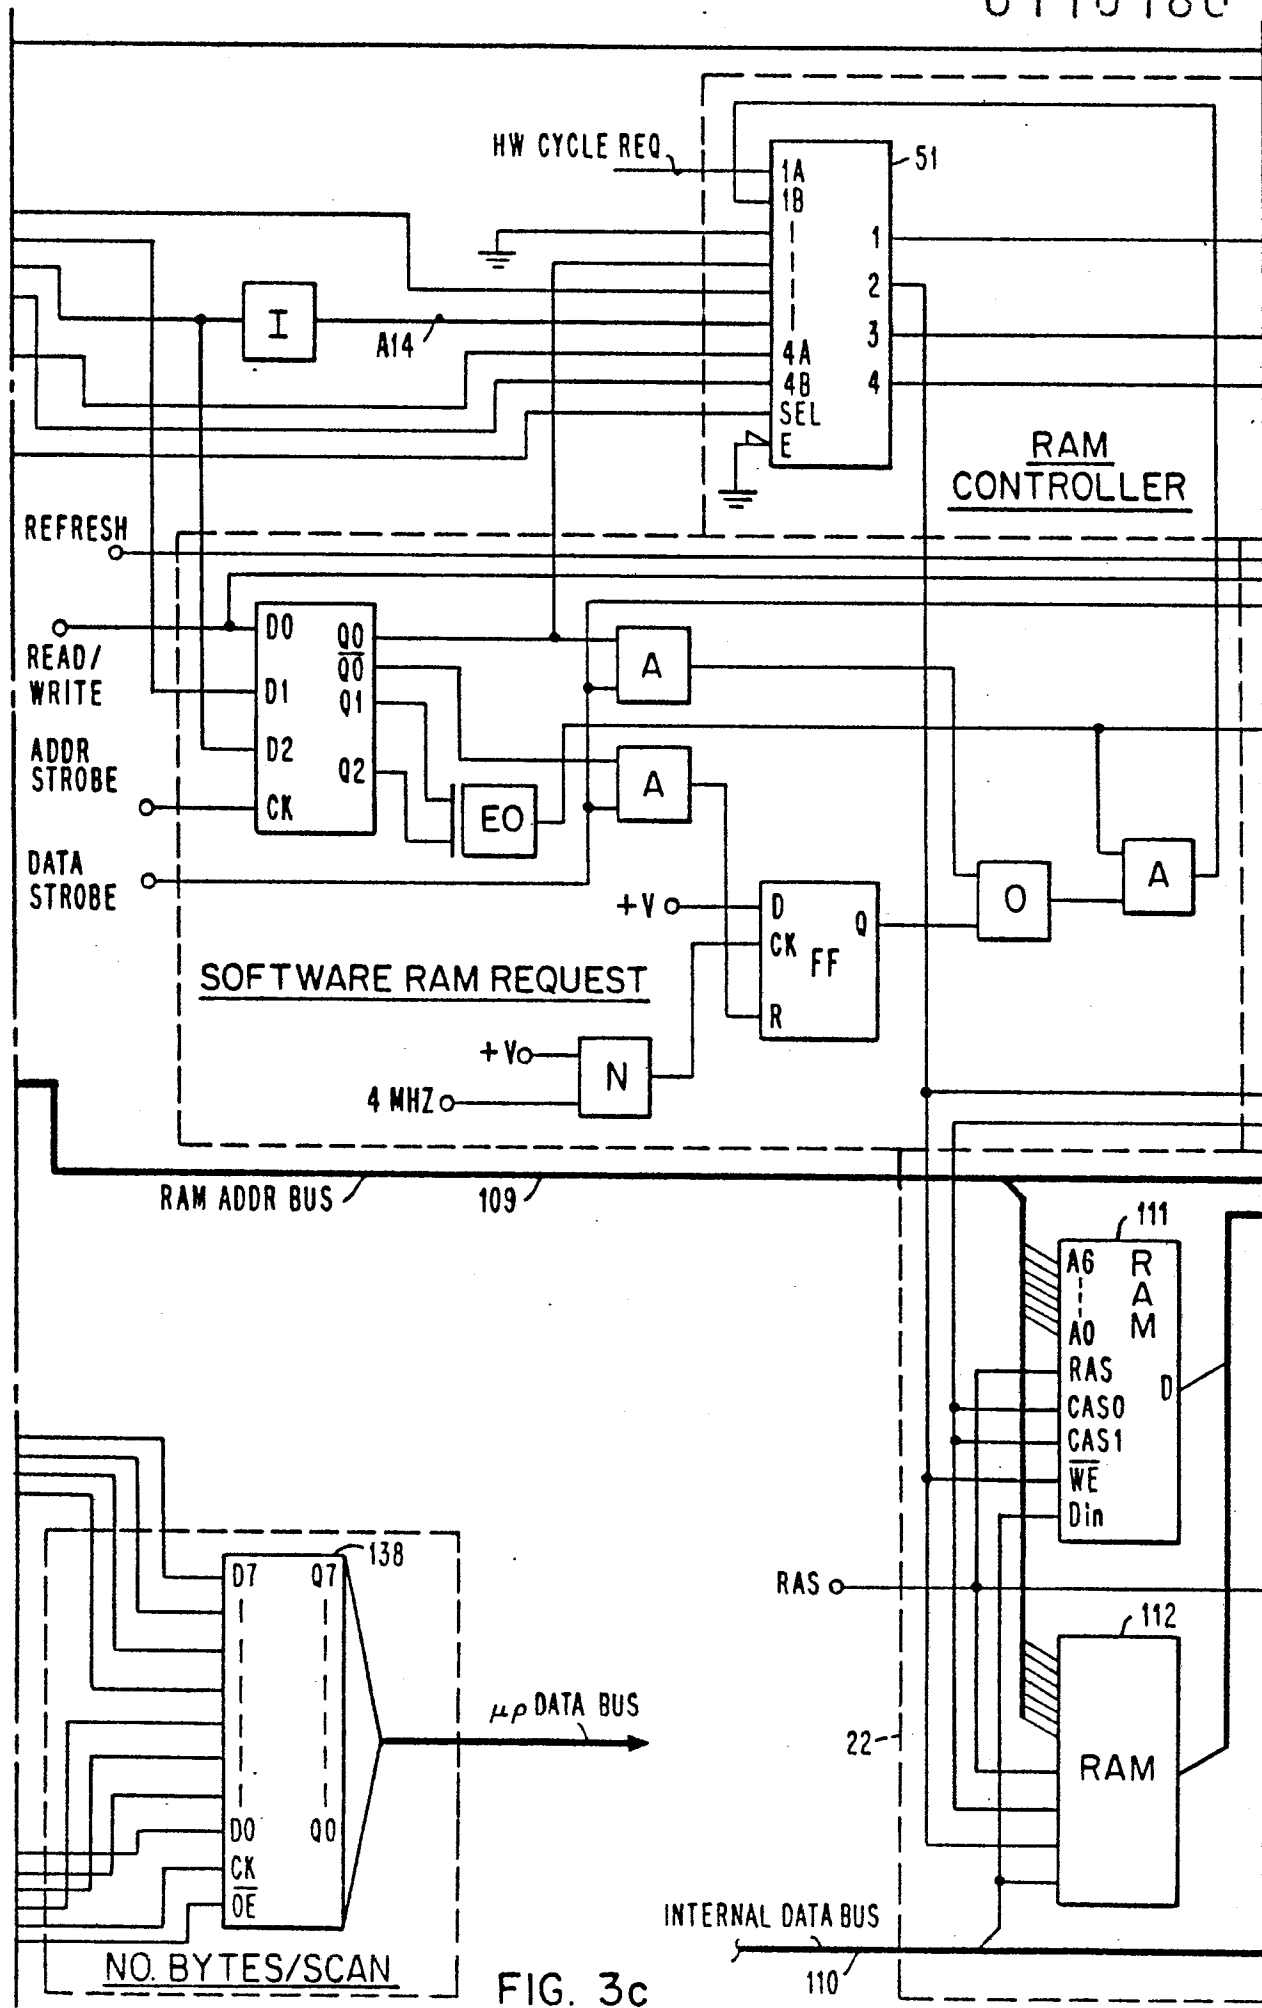 HW CYCLE REQ
51
1A
1B
1
2
3
4
I
A14
4A
4B
SEL
E
RAM
CONTROLLER
REFRESH
READ/
WRITE
ADDR
STROBE
DATA
STROBE
D0
Q0
Q0
D1
Q1
D2
Q2
CK
A
A
EO
+V
D
CK
Q
FF
R
O
A
SOFTWARE RAM REQUEST
+V
N
4 MHZ
RAM ADDR BUS
109
111
A6
A0
RAM
RAS
CAS0
CAS1
WE
Din
D
138
D7
Q7
D0
Q0
CK
OE
μp DATA BUS
NO. BYTES/SCAN
RAS
112
RAM
22
INTERNAL DATA BUS
110
FIG. 3c